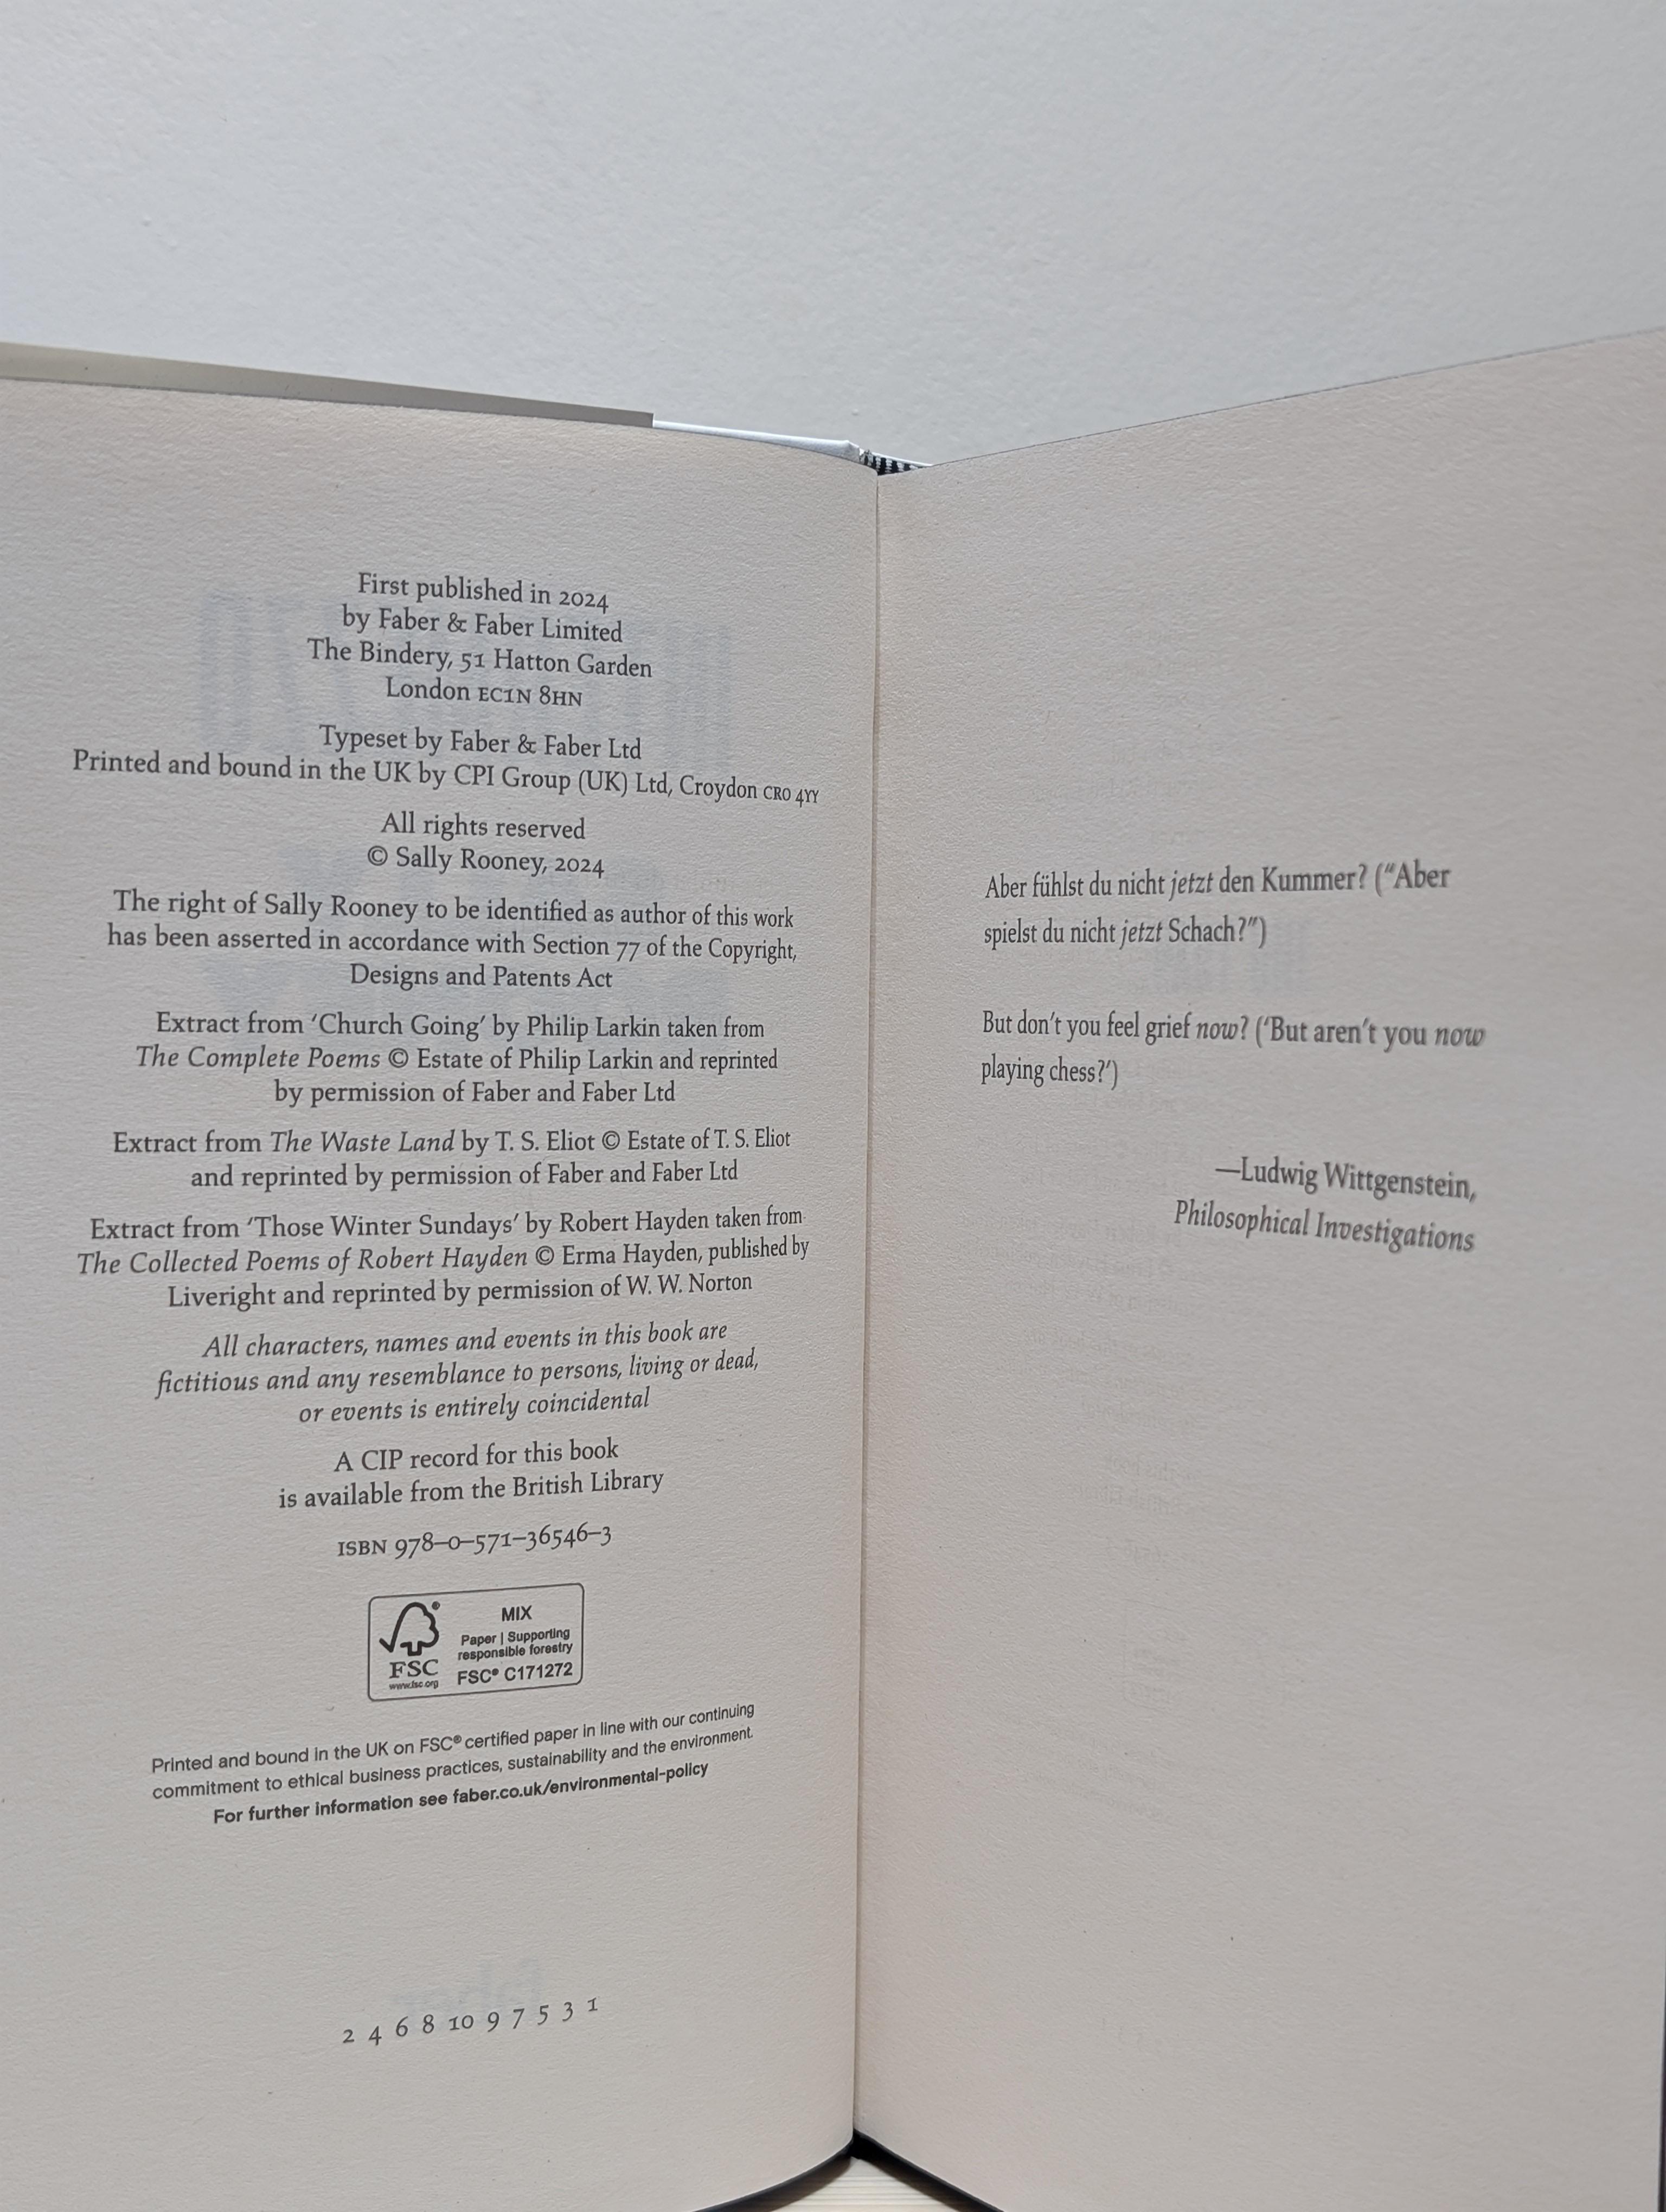 First published in 2024
by Faber & Faber Limited
The Bindery, 51 Hatton Garden
London EC1N 8HN
Typeset by Faber & Faber Ltd
Printed and bound in the UK by CPI Group (UK) Ltd, Croydon CR0 4YY
All rights reserved
© Sally Rooney, 2024
The right of Sally Rooney to be identified as author of this work
has been asserted in accordance with Section 77 of the Copyright,
Designs and Patents Act
Extract from ‘Church Going’ by Philip Larkin taken from
The Complete Poems © Estate of Philip Larkin and reprinted
by permission of Faber and Faber Ltd
Extract from The Waste Land by T. S. Eliot © Estate of T. S. Eliot
and reprinted by permission of Faber and Faber Ltd
Extract from ‘Those Winter Sundays’ by Robert Hayden taken from
The Collected Poems of Robert Hayden © Erma Hayden, published by
Liveright and reprinted by permission of W. W. Norton
All characters, names and events in this book are
fictitious and any resemblance to persons, living or dead,
or events is entirely coincidental
A CIP record for this book
is available from the British Library
ISBN 978–0–571–36546–3
MIX
Paper | Supporting
responsible forestry
FSC® C171272
FSC
www.fsc.org
Printed and bound in the UK on FSC® certified paper in line with our continuing
commitment to ethical business practices, sustainability and the environment.
For further information see faber.co.uk/environmental-policy
2 4 6 8 10 9 7 5 3 1
Aber fühlst du nicht jetzt den Kummer? (“Aber
spielst du nicht jetzt Schach?”)
But don’t you feel grief now? (‘But aren’t you now
playing chess?’)
—Ludwig Wittgenstein,
Philosophical Investigations